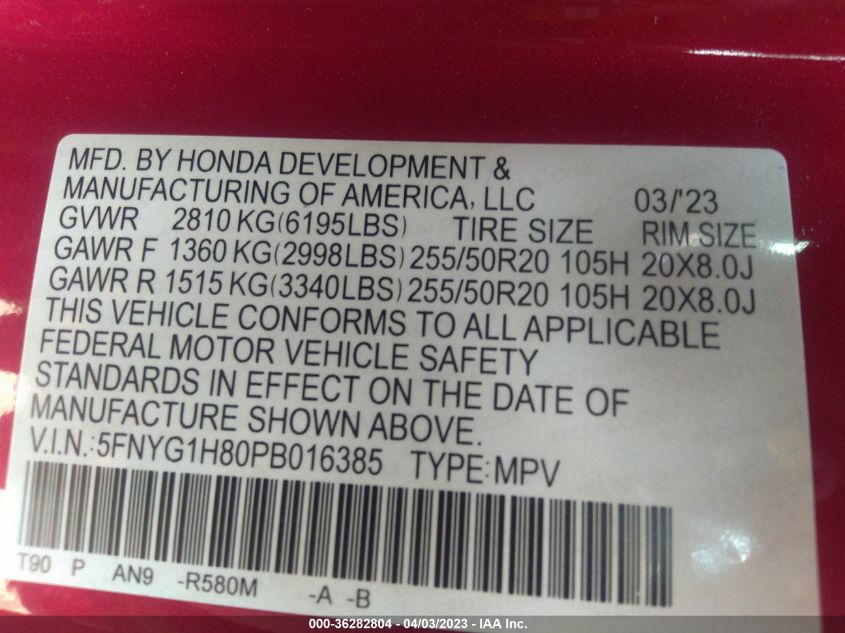 MFD. BY HONDA DEVELOPMENT &
MANUFACTURING OF AMERICA, LLC 03/'23
GVWR 2810 KG(6195LBS) TIRE SIZE RIM SIZE
GAWR F 1360 KG(2998LBS) 255/50R20 105H 20X8.0J
GAWR R 1515 KG(3340LBS) 255/50R20 105H 20X8.0J
THIS VEHICLE CONFORMS TO ALL APPLICABLE
FEDERAL MOTOR VEHICLE SAFETY
STANDARDS IN EFFECT ON THE DATE OF
MANUFACTURE SHOWN ABOVE.
V.I.N.:5FNYG1H80PB016385 TYPE:MPV
T90 P AN9 -R580M -A -B
000-36282804 - 04/03/2023 - IAA Inc.